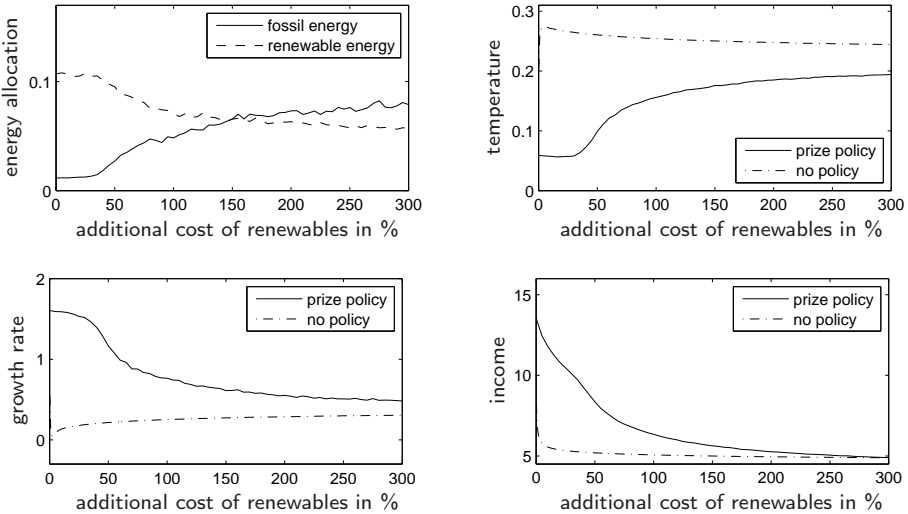 energy allocation
0.1
0
fossil energy
renewable energy
0 50 100 150 200 250 300
additional cost of renewables in %
temperature
0.3
0.2
0.1
0
prize policy
no policy
0 50 100 150 200 250 300
additional cost of renewables in %
growth rate
2
1
0
prize policy
no policy
0 50 100 150 200 250 300
additional cost of renewables in %
income
15
10
5
prize policy
no policy
0 50 100 150 200 250 300
additional cost of renewables in %